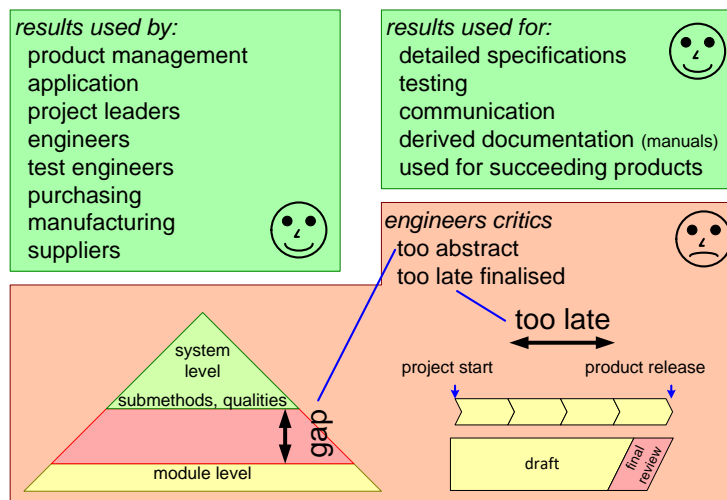 results used by:
product management
application
project leaders
engineers
test engineers
purchasing
manufacturing
suppliers
results used for:
detailed specifications
testing
communication
derived documentation (manuals)
used for succeeding products
engineers critics
too abstract
too late finalised
too late
project start
product release
draft
final
review
system
level
submethods, qualities
gap
module level